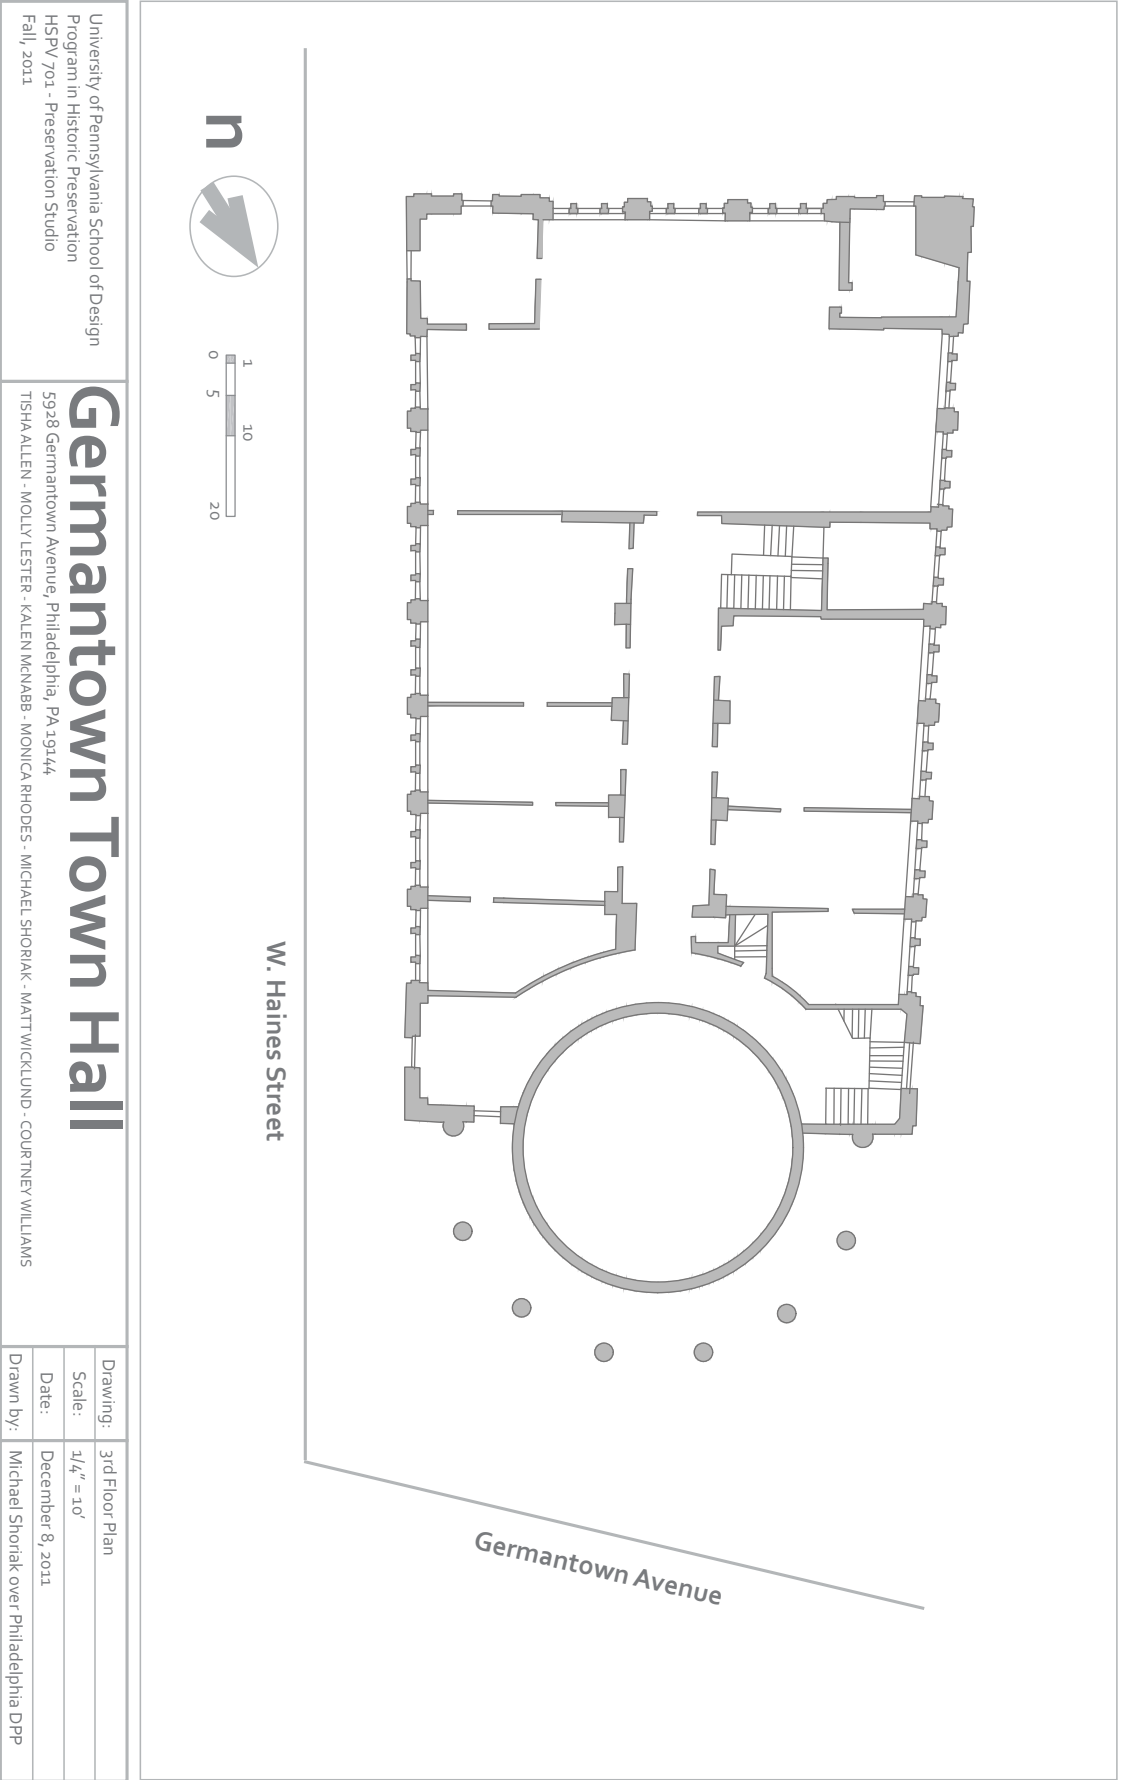 University of Pennsylvania School of Design
Program in Historic Preservation
HSPV 701 - Preservation Studio
Fall, 2011
Germantown Town Hall
5928 Germantown Avenue, Philadelphia, PA 19144
TISHA ALLEN - MOLLY LESTER - KALEN McNABB - MONICA RHODES - MICHAEL SHORIAK - MATT WICKLUND - COURTNEY WILLIAMS
Drawing: 3rd Floor Plan
Scale: 1/4" = 10'
Date: December 8, 2011
Drawn by: Michael Shoriak over Philadelphia DPP
n
1 10
0 5 20
W. Haines Street
Germantown Avenue